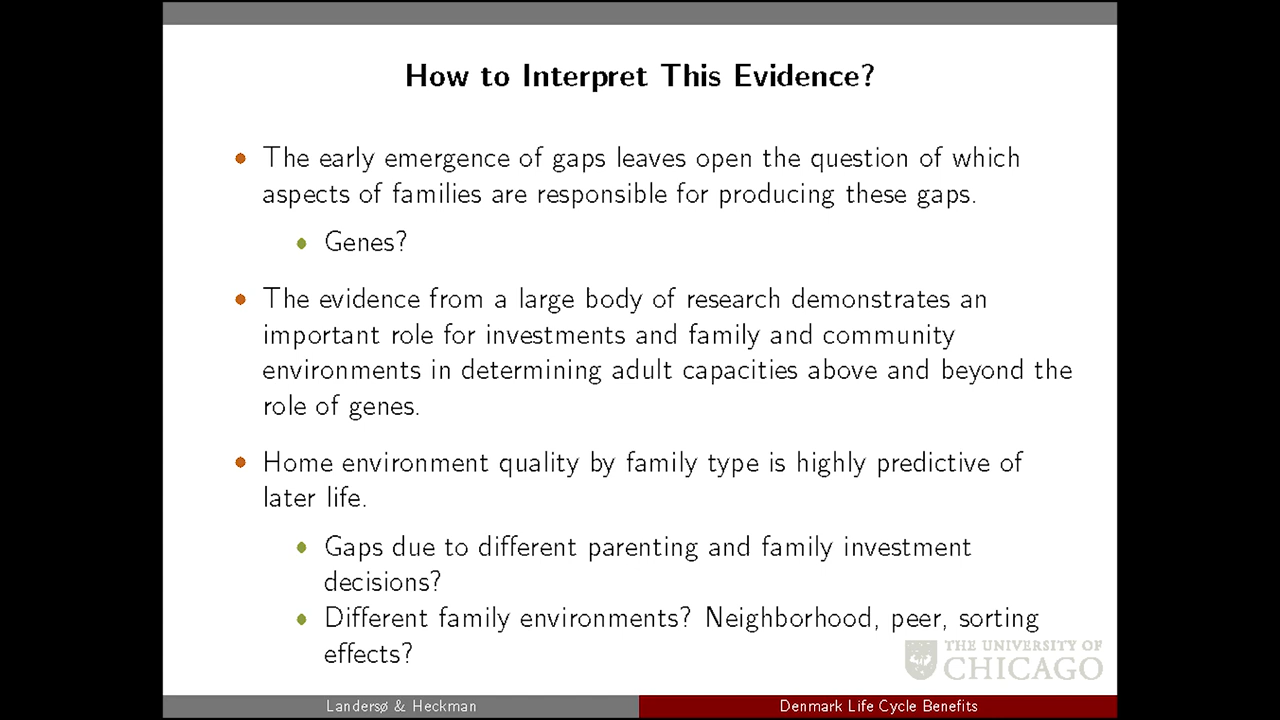 How to Interpret This Evidence?
The early emergence of gaps leaves open the question of which
aspects of families are responsible for producing these gaps.
Genes?
The evidence from a large body of research demonstrates an
important role for investments and family and community
environments in determining adult capacities above and beyond the
role of genes.
Home environment quality by family type is highly predictive of
later life.
Gaps due to different parenting and family investment
decisions?
Different family environments? Neighborhood, peer, sorting
effects?
THE UNIVERSITY OF
CHICAGO
Landersø & Heckman
Denmark Life Cycle Benefits